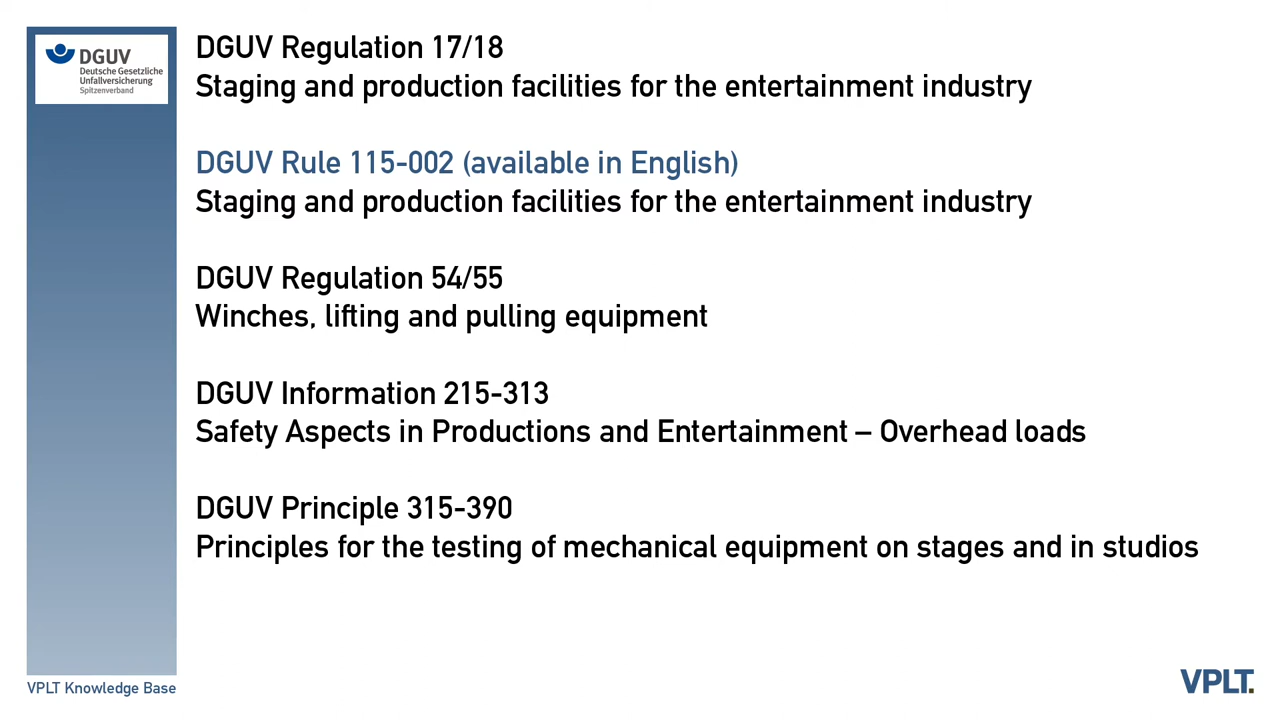 DGUV
Deutsche Gesetzliche
Unfallversicherung
Spitzenverband
DGUV Regulation 17/18
Staging and production facilities for the entertainment industry
DGUV Rule 115-002 (available in English)
Staging and production facilities for the entertainment industry
DGUV Regulation 54/55
Winches, lifting and pulling equipment
DGUV Information 215-313
Safety Aspects in Productions and Entertainment – Overhead loads
DGUV Principle 315-390
Principles for the testing of mechanical equipment on stages and in studios
VPLT Knowledge Base
VPLT.